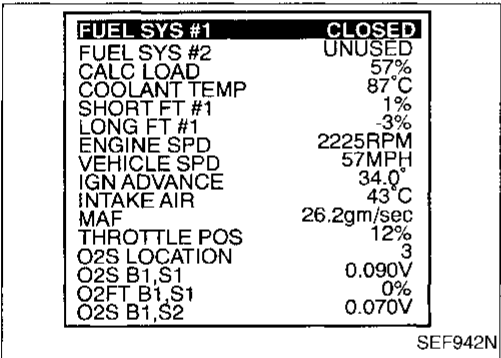 FUEL SYS #1 CLOSED
FUEL SYS #2 UNUSED
CALC LOAD 57%
COOLANT TEMP 87°C
SHORT FT #1 1%
LONG FT #1 -3%
ENGINE SPD 2225RPM
VEHICLE SPD 57MPH
IGN ADVANCE 34.0°
INTAKE AIR 43°C
MAF 26.2gm/sec
THROTTLE POS 12%
O2S LOCATION 3
O2S B1,S1 0.090V
O2FT B1,S1 0%
O2S B1,S2 0.070V
SEF942N